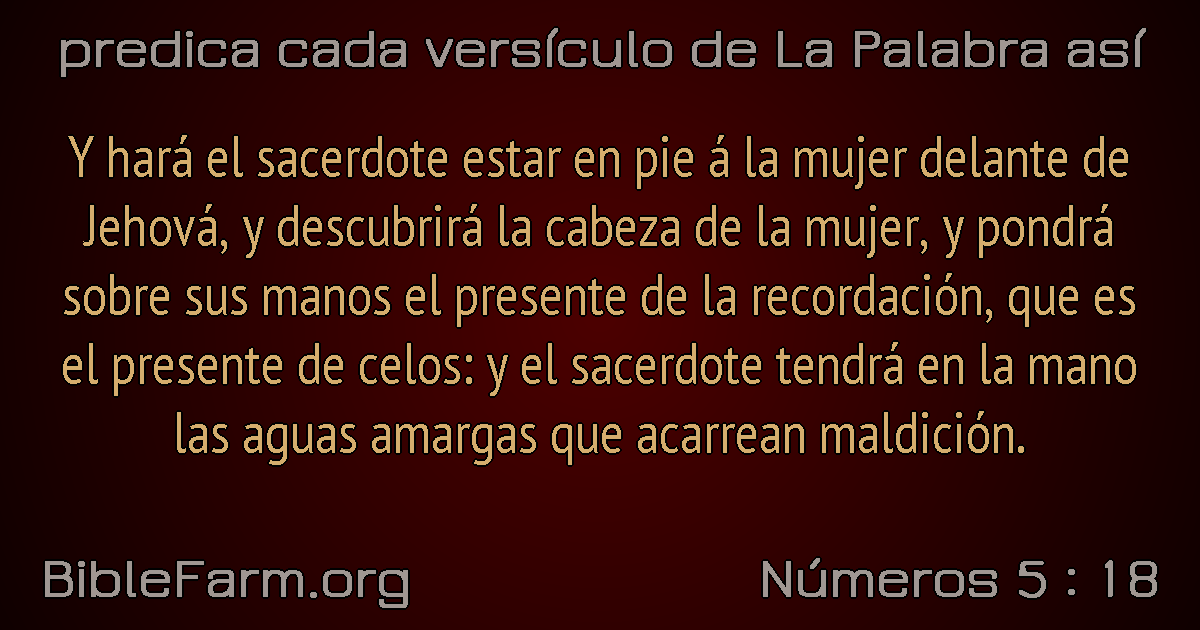 predica cada versículo de La Palabra así
Y hará el sacerdote estar en pie á la mujer delante de
Jehová, y descubrirá la cabeza de la mujer, y pondrá
sobre sus manos el presente de la recordación, que es
el presente de celos: y el sacerdote tendrá en la mano
las aguas amargas que acarrean maldición.
BibleFarm.org
Números 5 : 18